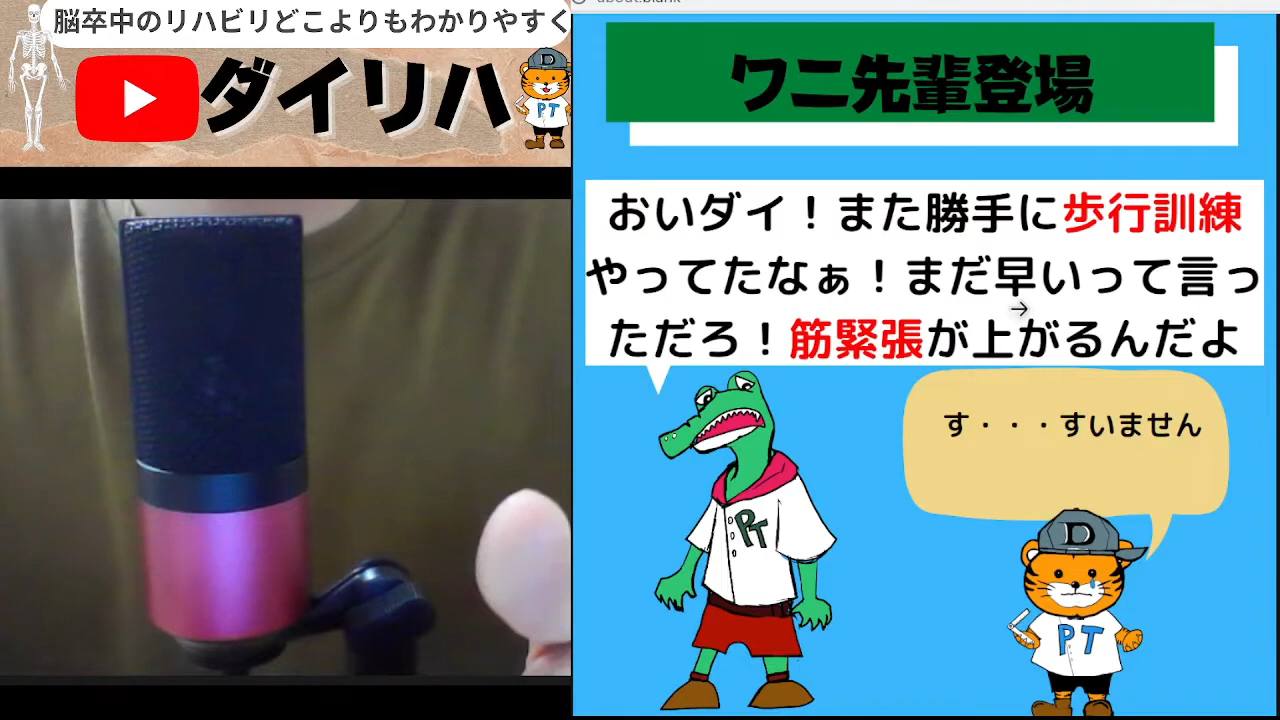 脳卒中のリハビリどこよりもわかりやすく
ダイリハ
D
PT
ワニ先輩登場
おいダイ！また勝手に歩行訓練
やってたなぁ！まだ早いって言っ
ただろ！筋緊張が上がるんだよ
す・・・すいません
PT
D
PT